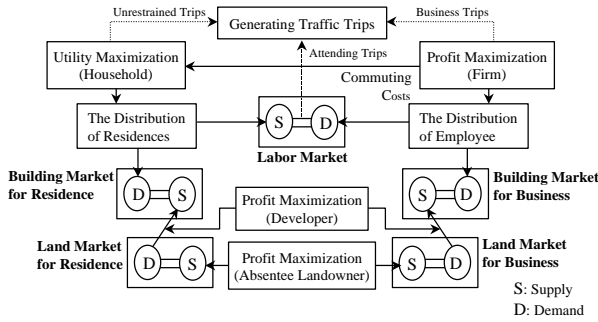 Unrestrained Trips
Generating Traffic Trips
Business Trips
Utility Maximization
(Household)
Attending Trips
Profit Maximization
(Firm)
Commuting
Costs
The Distribution
of Residences
S
D
Labor Market
The Distribution
of Employee
Building Market
for Residence
D
S
S
D
Building Market
for Business
Profit Maximization
(Developer)
Land Market
for Residence
D
S
Profit Maximization
(Absentee Landowner)
S
D
Land Market
for Business
S: Supply
D: Demand